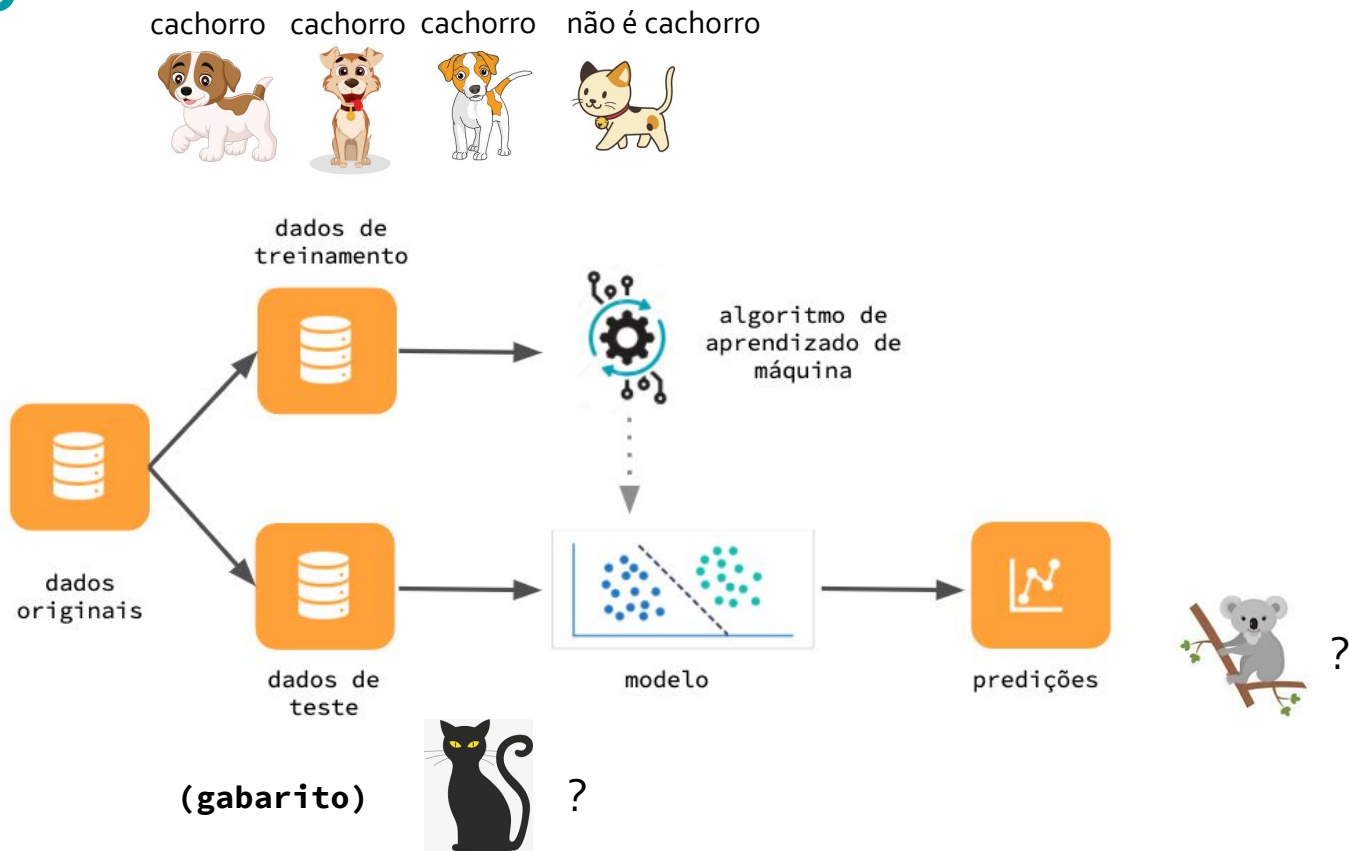 cachorro cachorro cachorro não é cachorro
dados de
treinamento
algoritmo de
aprendizado de
máquina
dados
originais
dados de
teste
modelo
predições
?
(gabarito)
?